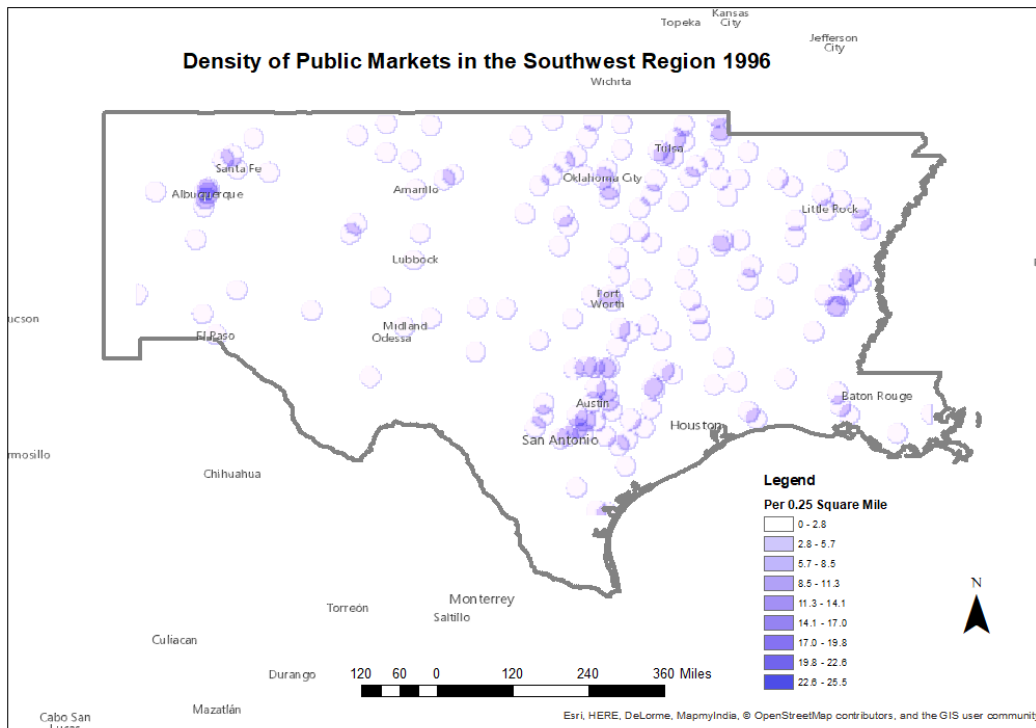 Topeka
Kansas
City
Jefferson
City
Density of Public Markets in the Southwest Region 1996
Wichita
Tulsa
Santa Fe
Oklahoma City
Amarillo
Albuquerque
Little Rock
Lubbock
Fort
Worth
ucson
Midland
El Paso
Odessa
Baton Rouge
Austin
Houston
San Antonio
rmosillo
Chihuahua
Legend
Per 0.25 Square Mile
0 - 2.8
2.8 - 5.7
5.7 - 8.5
8.5 - 11.3
11.3 - 14.1
14.1 - 17.0
17.0 - 19.8
19.8 - 22.6
22.6 - 25.5
N
Monterrey
Torreón
Saltillo
Culiacan
Durango
120 60 0 120 240 360 Miles
Mazatlán
Cabo San
Lucas
Esri, HERE, DeLorme, MapmyIndia, © OpenStreetMap contributors, and the GIS user communit